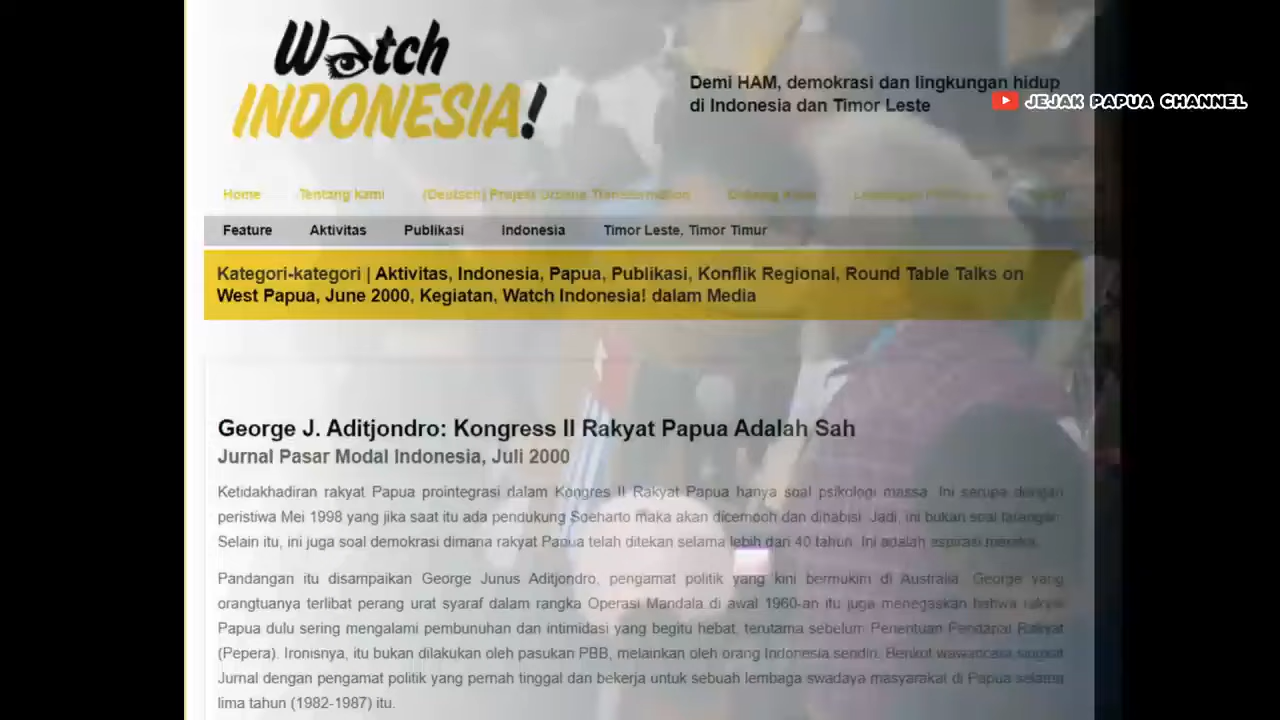 Watch
INDONESIA!
Demi HAM, demokrasi dan lingkungan hidup
di Indonesia dan Timor Leste
JEJAK PAPUA CHANNEL
Home Tentang Kami (Deutsch) Projekt Urbane Transformation
Feature Aktivitas Publikasi Indonesia Timor Leste, Timor Timur
Kategori-kategori | Aktivitas, Indonesia, Papua, Publikasi, Konflik Regional, Round Table Talks on
West Papua, June 2000, Kegiatan, Watch Indonesia! dalam Media
George J. Aditjondro: Kongress II Rakyat Papua Adalah Sah
Jurnal Pasar Modal Indonesia, Juli 2000
Ketidakhadiran rakyat Papua prointegrasi dalam Kongres II Rakyat Papua hanya soal psikologi massa. Ini serupa dengan
peristiwa Mei 1998 yang jika saat itu ada pendukung Soeharto maka akan dicemooh dan dihabisi. Jadi, ini bukan soal larangan.
Selain itu, ini juga soal demokrasi dimana rakyat Papua telah ditekan selama lebih dari 40 tahun. Ini adalah aspirasi mereka.
Pandangan itu disampaikan George Junus Aditjondro, pengamat politik yang kini bermukim di Australia. George yang
orangtuanya terlibat perang urat syaraf dalam rangka Operasi Mandala di awal 1960-an itu juga menegaskan bahwa rakyat
Papua dulu sering mengalami pembunuhan dan intimidasi yang begitu hebat, terutama sebelum Penentuan Pendapat Rakyat
(Pepera). Ironisnya, itu bukan dilakukan oleh pasukan PBB, melainkan oleh orang Indonesia sendiri. Berikut wawancara singkat
Jurnal dengan pengamat politik yang pernah tinggal dan bekerja untuk sebuah lembaga swadaya masyarakat di Papua selama
lima tahun (1982-1987) itu.